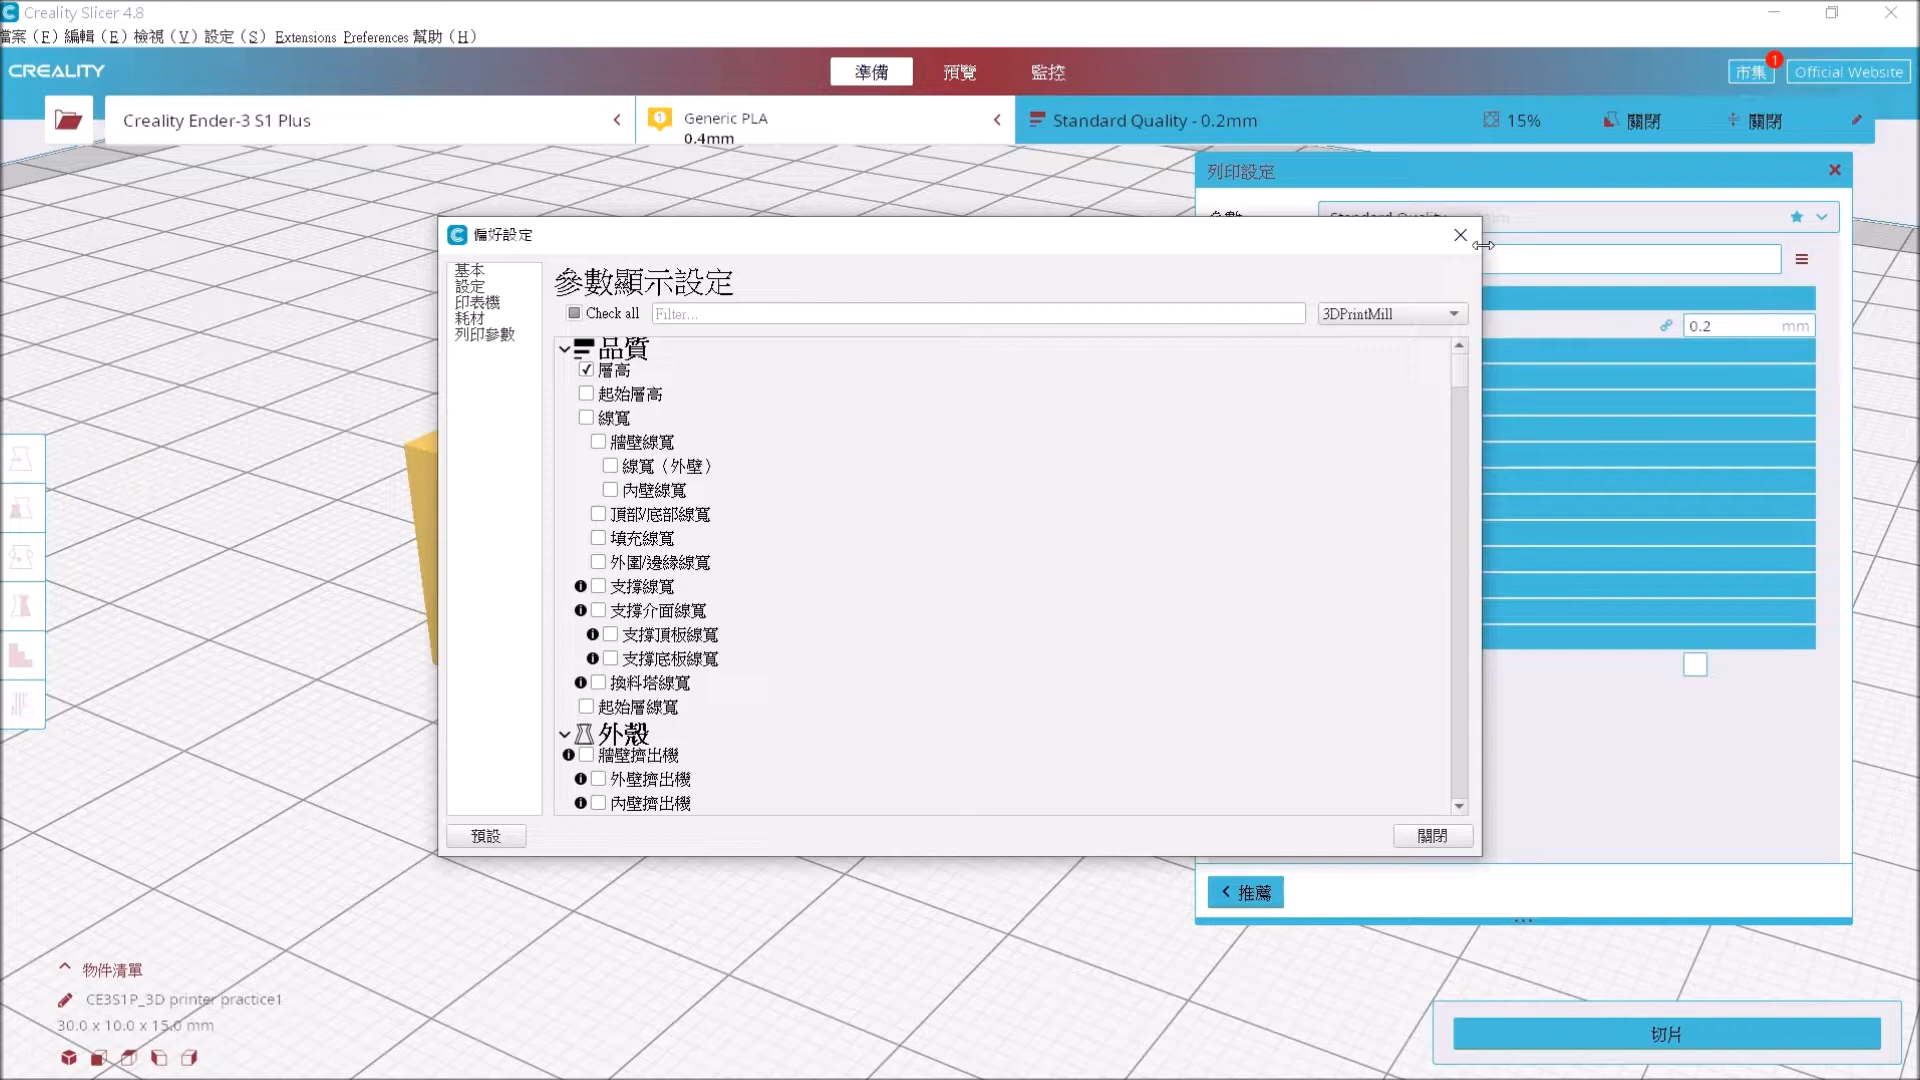 Creality Slicer 4.8
檔案（F）編輯（E）檢視（V）設定（S）Extensions Preferences 幫助（H）
CREALITY
準備
預覽
監控
市集
1
Official Website
Creality Ender-3 S1 Plus
1
Generic PLA
0.4mm
Standard Quality - 0.2mm
15%
關閉
關閉
列印設定
偏好設定
基本
設定
印表機
耗材
列印參數
參數顯示設定
Check all
Filter...
3DPrintMill
品質
層高
起始層高
線寬
牆壁線寬
線寬（外壁）
內壁線寬
頂部/底部線寬
填充線寬
外圍/邊緣線寬
支撐線寬
支撐介面線寬
支撐頂板線寬
支撐底板線寬
換料塔線寬
起始層線寬
外殼
牆壁擠出機
外壁擠出機
內壁擠出機
預設
關閉
0.2 mm
推薦
物件清單
CE3S1P_3D printer practice1
30.0 x 10.0 x 15.0 mm
切片